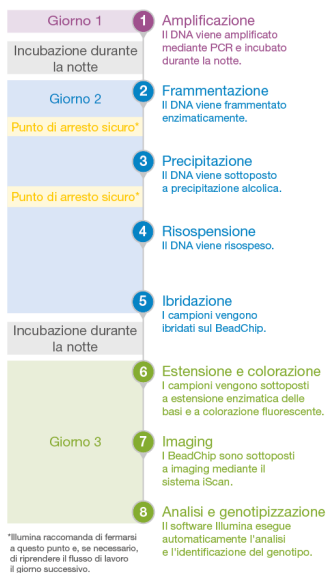 Giorno 1
1 Amplificazione
Il DNA viene amplificato
mediante PCR e incubato
durante la notte.
Incubazione durante
la notte
Giorno 2
2 Frammentazione
Il DNA viene frammentato
enzimaticamente.
Punto di arresto sicuro*
3 Precipitazione
Il DNA viene sottoposto
a precipitazione alcolica.
Punto di arresto sicuro*
4 Risospensione
Il DNA viene risospeso.
5 Ibridazione
I campioni vengono
ibridati sul BeadChip.
Incubazione durante
la notte
6 Estensione e colorazione
I campioni vengono sottoposti
a estensione enzimatica delle
basi e a colorazione fluorescente.
Giorno 3
7 Imaging
I BeadChip sono sottoposti
a imaging mediante il
sistema iScan.
8 Analisi e genotipizzazione
Il software Illumina esegue
automaticamente l'analisi
e l'identificazione del genotipo.
*Illumina raccomanda di fermarsi
a questo punto e, se necessario,
di riprendere il flusso di lavoro
il giorno successivo.